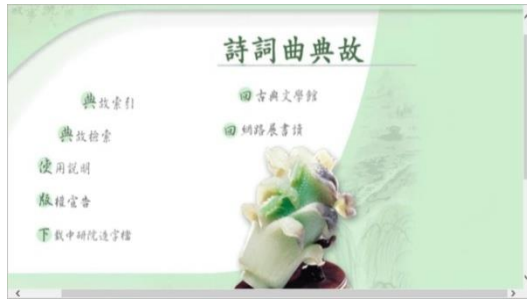 詩詞曲典故
典故索引
典故檢索
使用說明
版權宣告
下載中研院造字檔
回古典文學館
回網路展書讀